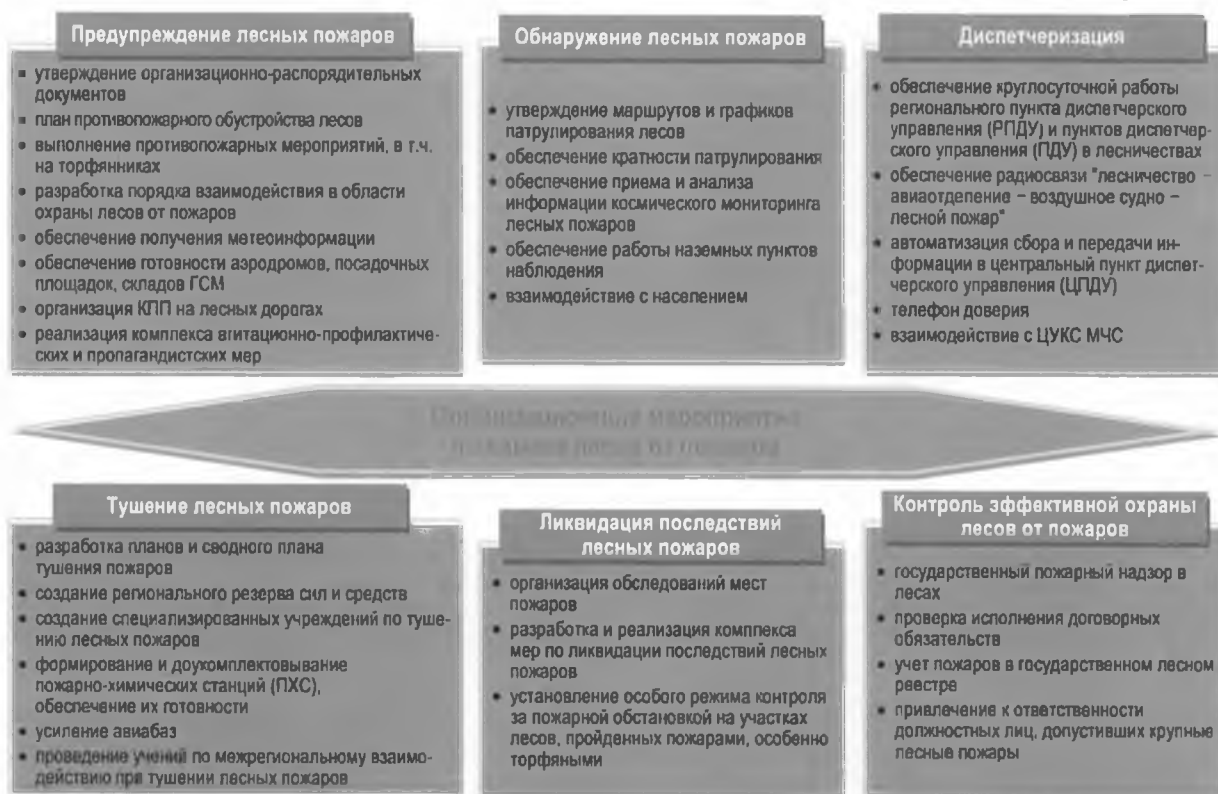 Предупреждение лесных пожаров
• утверждение организационно-распорядительных
документов
• план противопожарного обустройства лесов
• выполнение противопожарных мероприятий, в т.ч.
на торфянниках
• разработка порядка взаимодействия в области
охраны лесов от пожаров
• обеспечение получения метеоинформации
• обеспечение готовности аэродромов, посадочных
площадок, складов ГСМ
• организация КПП на лесных дорогах
• реализация комплекса агитационно-профилактиче-
ских и пропагандистских мер
Обнаружение лесных пожаров
• утверждение маршрутов и графиков
патрулирования лесов
• обеспечение кратности патрулирования
• обеспечение приема и анализа
информации космического мониторинга
лесных пожаров
• обеспечение работы наземных пунктов
наблюдения
• взаимодействие с населением
Диспетчеризация
• обеспечение круглосуточной работы
регионального пункта диспетчерского
управления (РПДУ) и пунктов диспетчер-
ского управления (ПДУ) в лесничествах
• обеспечение радиосвязи "лесничество –
авиаотделение – воздушное судно –
лесной пожар"
• автоматизация сбора и передачи ин-
формации в центральный пункт диспет-
черского управления (ЦПДУ)
• телефон доверия
• взаимодействие с ЦУКС МЧС
Организационные мероприятия
лесов от пожаров
Тушение лесных пожаров
• разработка планов и сводного плана
тушения пожаров
• создание регионального резерва сил и средств
• создание специализированных учреждений по туше-
нию лесных пожаров
• формирование и доукомплектовывание
пожарно-химических станций (ПХС),
обеспечение их готовности
• усиление авиабаз
• проведение учений по межрегиональному взаимо-
действию при тушении лесных пожаров
Ликвидация последствий
лесных пожаров
• организация обследований мест
пожаров
• разработка и реализация комплекса
мер по ликвидации последствий лесных
пожаров
• установление особого режима контроля
за пожарной обстановкой на участках
лесов, пройденных пожарами, особенно
торфяными
Контроль эффективной охраны
лесов от пожаров
• государственный пожарный надзор в
лесах
• проверка исполнения договорных
обязательств
• учет пожаров в государственном лесном
реестре
• привлечение к ответственности
должностных лиц, допустивших крупные
лесные пожары